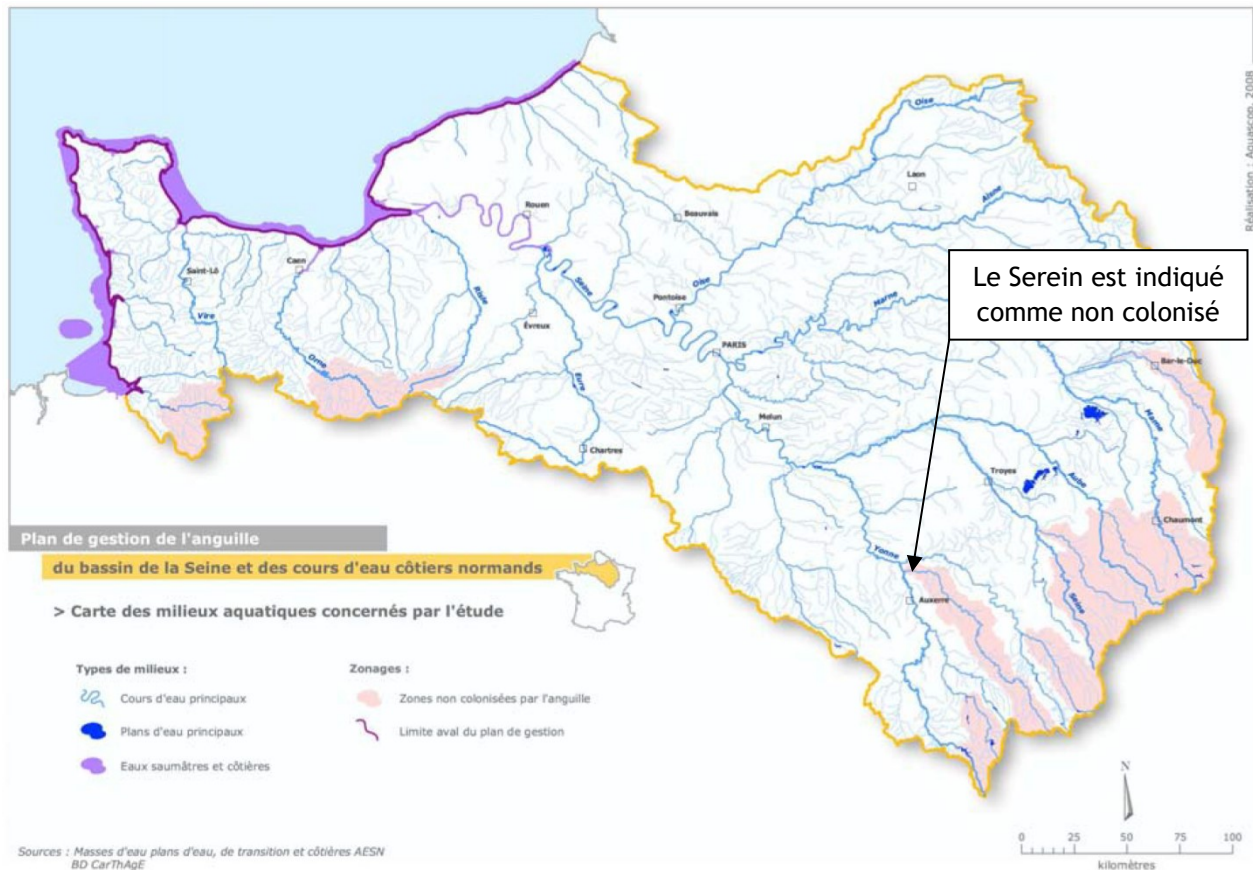 Réalisation : Aquascop, 2008
Oise
Laon
Aisne
Rouen
Beauvais
Caen
Saint-Lô
Vire
Risle
Seine
Oise
Pontoise
Marne
Le Serein est indiqué
comme non colonisé
Évreux
PARIS
Orne
Eure
Bar-le-Duc
Melun
Marne
Chartres
Troyes
Aube
Chaumont
Plan de gestion de l'anguille
Yonne
du bassin de la Seine et des cours d'eau côtiers normands
Auxerre
Seine
> Carte des milieux aquatiques concernés par l'étude
Types de milieux :
Cours d'eau principaux
Plans d'eau principaux
Eaux saumâtres et côtières
Zonages :
Zones non colonisées par l'anguille
Limite aval du plan de gestion
N
0 25 50 75 100
kilomètres
Sources : Masses d'eau plans d'eau, de transition et côtières AESN
BD CarThAgE